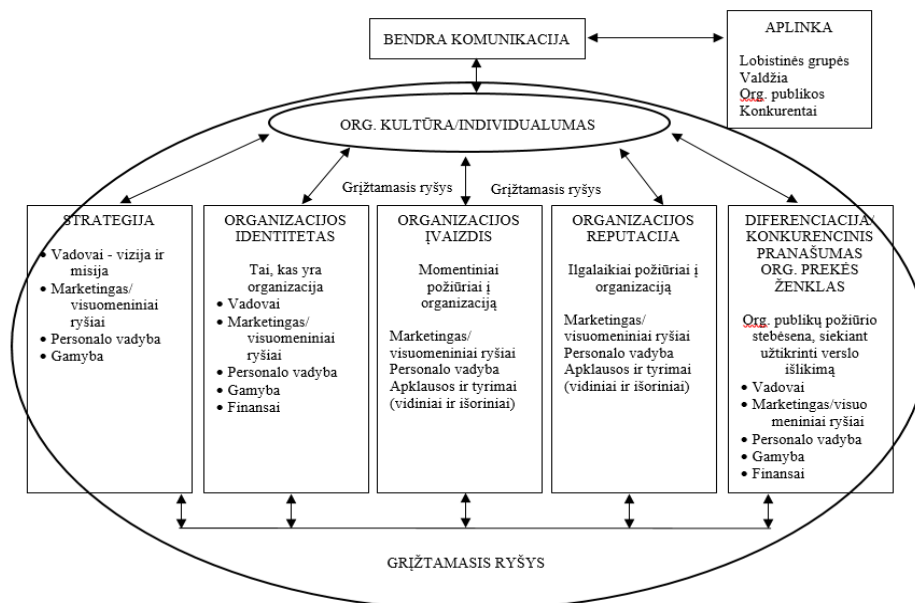 BENDRA KOMUNIKACIJA
APLINKA
Lobistinės grupės
Valdžia
Org. publikos
Konkurentai
ORG. KULTŪRA/INDIVIDUALUMAS
Grįžtamasis ryšys
Grįžtamasis ryšys
STRATEGIJA
• Vadovai - vizija ir
misija
• Marketingas/
visuomeniniai
ryšiai
• Personalo vadyba
• Gamyba
ORGANIZACIJOS
IDENTITETAS
Tai, kas yra
organizacija
• Vadovai
• Marketingas/
visuomeniniai
ryšiai
• Personalo vadyba
• Gamyba
• Finansai
ORGANIZACIJOS
ĮVAIZDIS
Momentiniai
požiūriai į
organizaciją
Marketingas/
visuomeniniai ryšiai
Personalo vadyba
Apklausos ir tyrimai
(vidiniai ir išoriniai)
ORGANIZACIJOS
REPUTACIJA
Ilgalaikiai požiūriai į
organizaciją
Marketingas/
visuomeniniai ryšiai
Personalo vadyba
Apklausos ir tyrimai
(vidiniai ir išoriniai)
DIFERENCIACIJA/
KONKURENCINIS
PRANAŠUMAS
ORG. PREKĖS
ŽENKLAS
Org. publikų požiūrio
stebėsena, siekiant
užtikrinti verslo
išlikimą
• Vadovai
• Marketingas/visuo
meniniai ryšiai
• Personalo vadyba
• Gamyba
• Finansai
GRĮŽTAMASIS RYŠYS